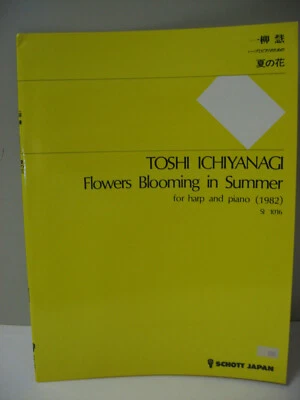 一柳 慧
夏の花
TOSHI ICHIYANAGI
Flowers Blooming in Summer
for harp and piano (1982)
SJ 1016
SCHOTT JAPAN